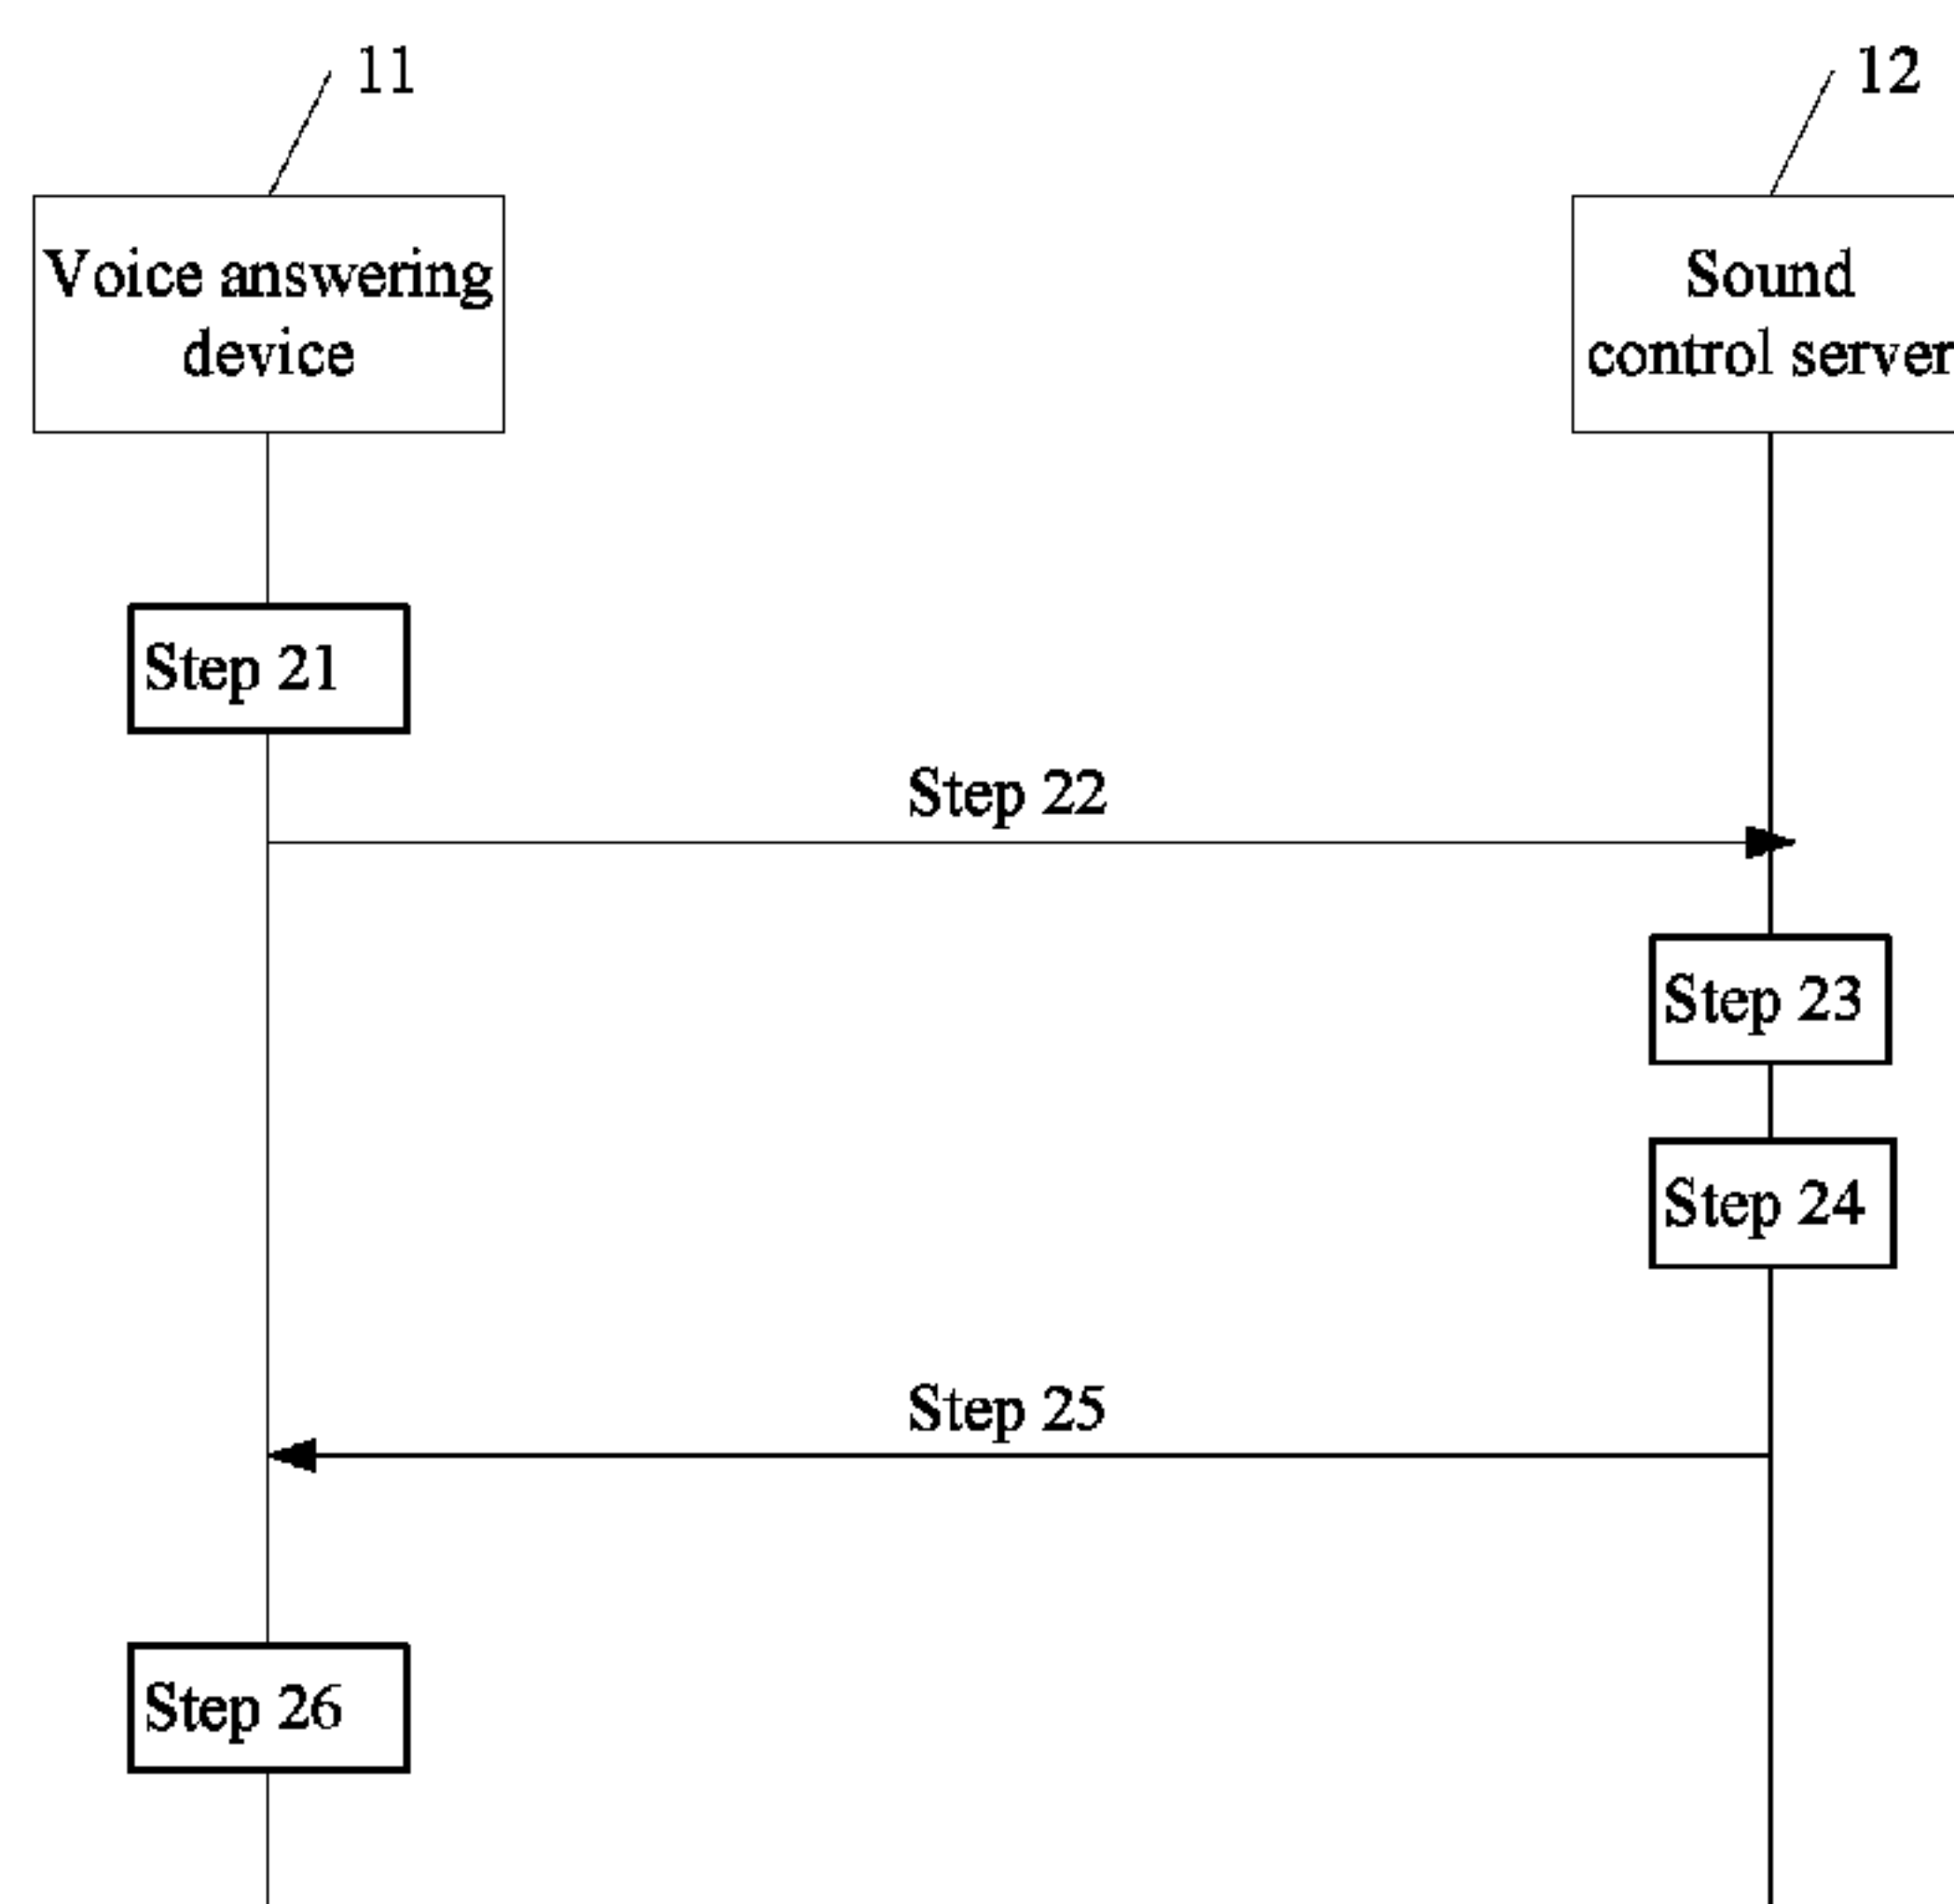 11
12
Voice answering
device
Sound
control server
Step 21
Step 22
Step 23
Step 24
Step 25
Step 26